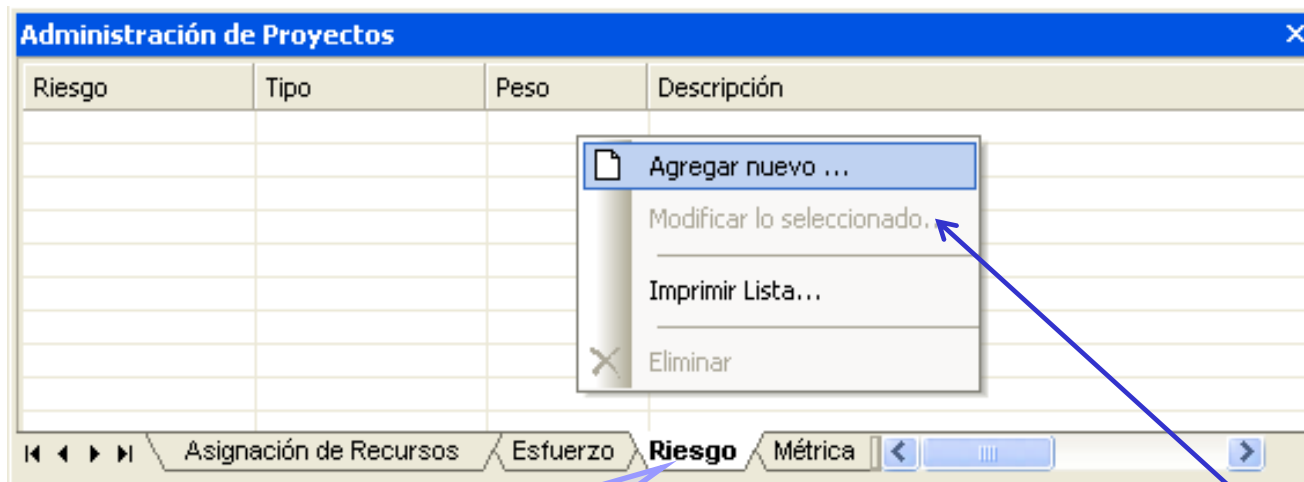 Administración de Proyectos
Riesgo Tipo Peso Descripción
Agregar nuevo ...
Modificar lo seleccionado...
Imprimir Lista...
Eliminar
Asignación de Recursos Esfuerzo Riesgo Métrica